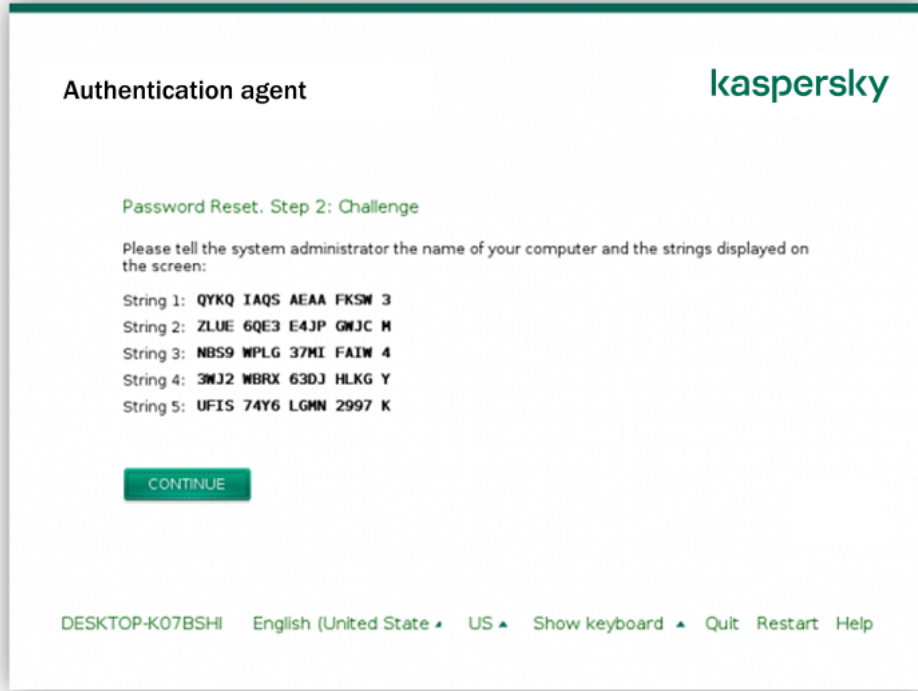 Authentication agent
kaspersky
Password Reset. Step 2: Challenge
Please tell the system administrator the name of your computer and the strings displayed on
the screen:
String 1: QYKQ IAQS AEAA FKSW 3
String 2: ZLUE 6QE3 E4JP GWJC M
String 3: NBS9 WPLG 37MI FAIW 4
String 4: 3WJ2 WBRX 63DJ HLKG Y
String 5: UFIS 74Y6 LGMN 2997 K
CONTINUE
DESKTOP-K07BSHI English (United State US Show keyboard Quit Restart Help